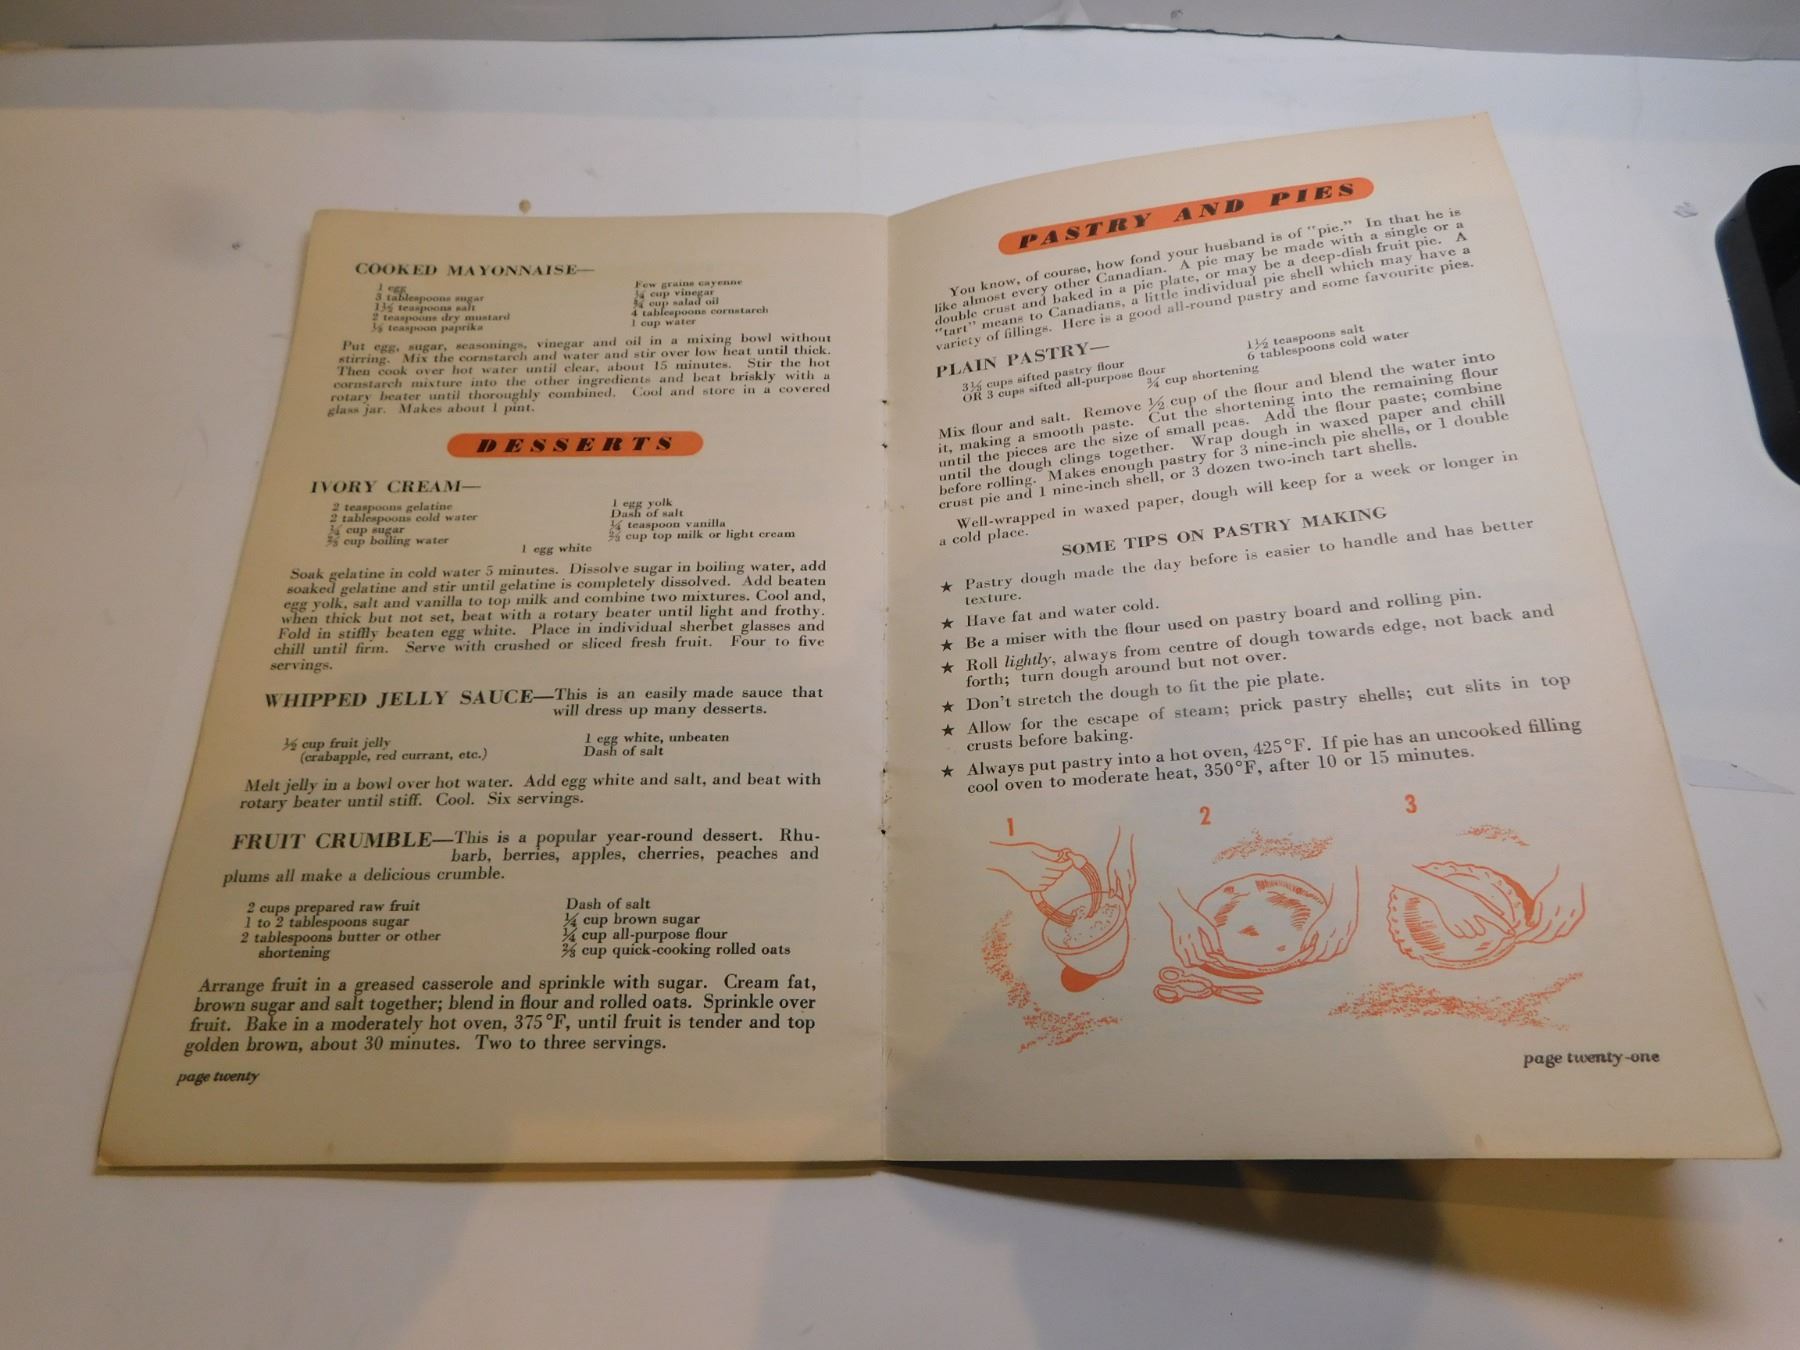 COOKED MAYONNAISE—
1 egg
3 tablespoons sugar
1½ teaspoons salt
2 teaspoons dry mustard
½ teaspoon paprika
Few grains cayenne
¼ cup vinegar
¾ cup salad oil
4 tablespoons cornstarch
1 cup water
Put egg, sugar, seasonings, vinegar and oil in a mixing bowl without
stirring. Mix the cornstarch and water and stir over low heat until thick.
Then cook over hot water until clear, about 15 minutes. Stir the hot
cornstarch mixture into the other ingredients and beat briskly with a
rotary beater until thoroughly combined. Cool and store in a covered
glass jar. Makes about 1 pint.
DESSERTS
IVORY CREAM—
2 teaspoons gelatine
2 tablespoons cold water
¼ cup sugar
⅔ cup boiling water
1 egg yolk
Dash of salt
¼ teaspoon vanilla
⅔ cup top milk or light cream
1 egg white
Soak gelatine in cold water 5 minutes. Dissolve sugar in boiling water, add
soaked gelatine and stir until gelatine is completely dissolved. Add beaten
egg yolk, salt and vanilla to top milk and combine two mixtures. Cool and,
when thick but not set, beat with a rotary beater until light and frothy.
Fold in stiffly beaten egg white. Place in individual sherbet glasses and
chill until firm. Serve with crushed or sliced fresh fruit. Four to five
servings.
WHIPPED JELLY SAUCE—This is an easily made sauce that
will dress up many desserts.
½ cup fruit jelly
(crabapple, red currant, etc.)
1 egg white, unbeaten
Dash of salt
Melt jelly in a bowl over hot water. Add egg white and salt, and beat with
rotary beater until stiff. Cool. Six servings.
FRUIT CRUMBLE—This is a popular year-round dessert. Rhu-
barb, berries, apples, cherries, peaches and
plums all make a delicious crumble.
2 cups prepared raw fruit
1 to 2 tablespoons sugar
2 tablespoons butter or other
shortening
Dash of salt
¼ cup brown sugar
¼ cup all-purpose flour
⅔ cup quick-cooking rolled oats
Arrange fruit in a greased casserole and sprinkle with sugar. Cream fat,
brown sugar and salt together; blend in flour and rolled oats. Sprinkle over
fruit. Bake in a moderately hot oven, 375°F, until fruit is tender and top
golden brown, about 30 minutes. Two to three servings.
page twenty
PASTRY AND PIES
You know, of course, how fond your husband is of "pie." In that he is
like almost every other Canadian. A pie may be made with a single or a
double crust and baked in a pie plate, or may be a deep-dish fruit pie. A
"tart" means to Canadians, a little individual pie shell which may have a
variety of fillings. Here is a good all-round pastry and some favourite pies.
PLAIN PASTRY—
3½ cups sifted pastry flour
OR 3 cups sifted all-purpose flour
1½ teaspoons salt
6 tablespoons cold water
¾ cup shortening
Mix flour and salt. Remove ½ cup of the flour and blend the water into
it, making a smooth paste. Cut the shortening into the remaining flour
until the pieces are the size of small peas. Add the flour paste; combine
until the dough clings together. Wrap dough in waxed paper and chill
before rolling. Makes enough pastry for 3 nine-inch pie shells, or 1 double
crust pie and 1 nine-inch shell, or 3 dozen two-inch tart shells.
Well-wrapped in waxed paper, dough will keep for a week or longer in
a cold place.
SOME TIPS ON PASTRY MAKING
★ Pastry dough made the day before is easier to handle and has better
texture.
★ Have fat and water cold.
★ Be a miser with the flour used on pastry board and rolling pin.
★ Roll lightly, always from centre of dough towards edge, not back and
forth; turn dough around but not over.
★ Don't stretch the dough to fit the pie plate.
★ Allow for the escape of steam; prick pastry shells; cut slits in top
crusts before baking.
★ Always put pastry into a hot oven, 425°F. If pie has an uncooked filling
cool oven to moderate heat, 350°F, after 10 or 15 minutes.
1 2 3
page twenty-one